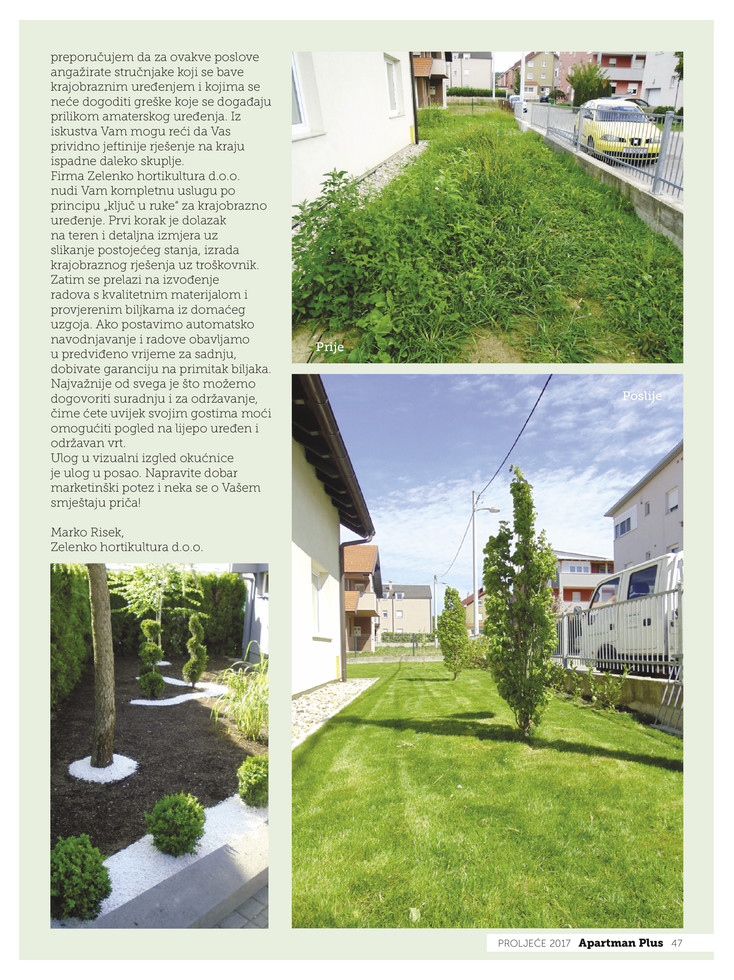 preporučujem da za ovakve poslove
angažirate stručnjake koji se bave
krajobraznim uređenjem i kojima se
neće dogoditi greške koje se događaju
prilikom amaterskog uređenja. Iz
iskustva Vam mogu reći da Vas
prividno jeftinije rješenje na kraju
ispadne daleko skuplje.
Firma Zelenko hortikultura d.o.o.
nudi Vam kompletnu uslugu po
principu „ključ u ruke“ za krajobrazno
uređenje. Prvi korak je dolazak
na teren i detaljna izmjera uz
slikanje postojećeg stanja, izrada
krajobraznog rješenja uz troškovnik.
Zatim se prelazi na izvođenje
radova s kvalitetnim materijalom i
provjerenim biljkama iz domaćeg
uzgoja. Ako postavimo automatsko
navodnjavanje i radove obavljamo
u predviđeno vrijeme za sadnju,
dobivate garanciju na primitak biljaka.
Najvažnije od svega je što možemo
dogovoriti suradnju i za održavanje,
čime ćete uvijek svojim gostima moći
omogućiti pogled na lijepo uređen i
održavan vrt.
Ulog u vizualni izgled okućnice
je ulog u posao. Napravite dobar
marketinški potez i neka se o Vašem
smještaju priča!
Marko Risek,
Zelenko hortikultura d.o.o.
Prije
Poslije
PROLJEĆE 2017 Apartman Plus 47